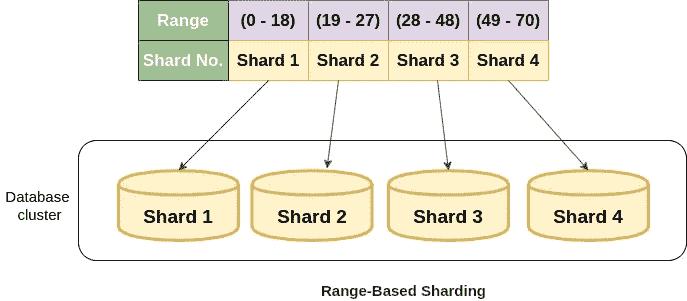 Range (0 - 18) (19 - 27) (28 - 48) (49 - 70)
Shard No. Shard 1 Shard 2 Shard 3 Shard 4
Database
cluster
Shard 1 Shard 2 Shard 3 Shard 4
Range-Based Sharding